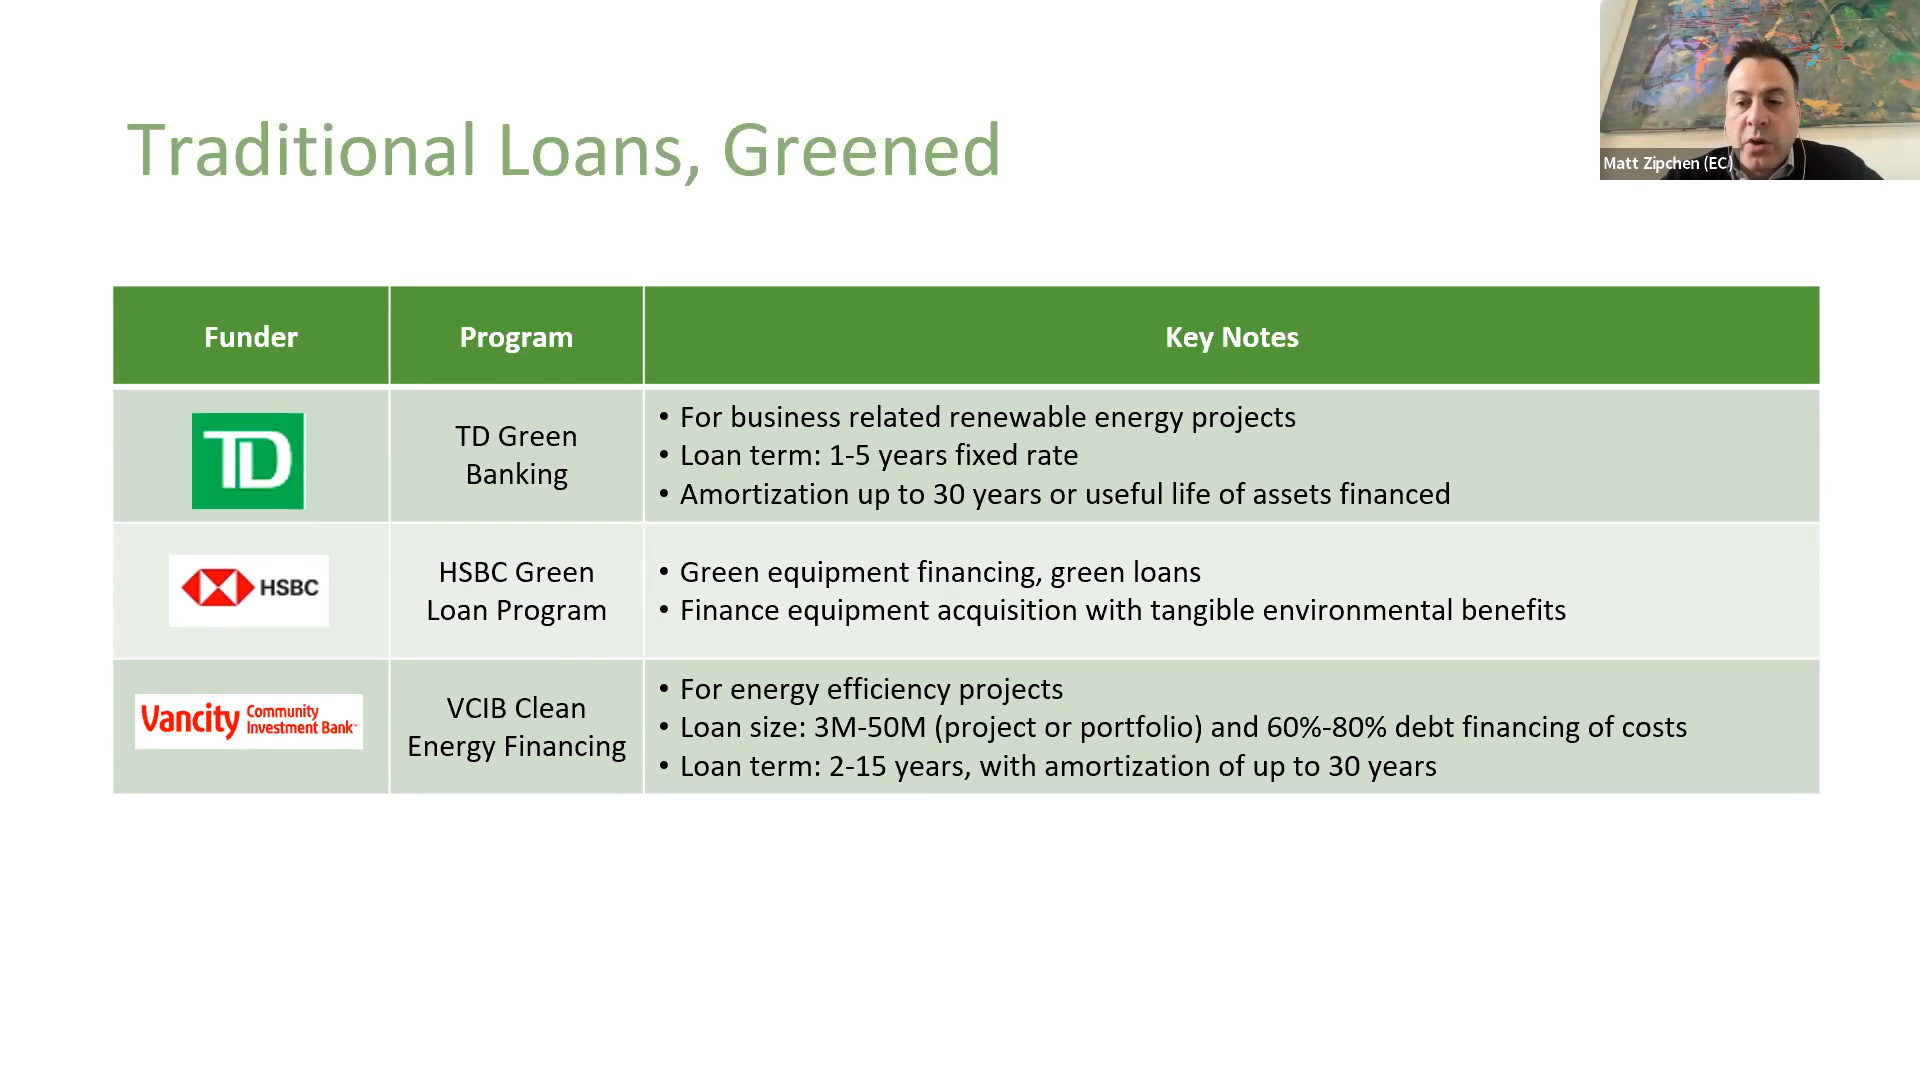 Traditional Loans, Greened
Matt Zipchen (EC)
Funder
Program
Key Notes
TD
TD Green
Banking
• For business related renewable energy projects
• Loan term: 1-5 years fixed rate
• Amortization up to 30 years or useful life of assets financed
HSBC
HSBC Green
Loan Program
• Green equipment financing, green loans
• Finance equipment acquisition with tangible environmental benefits
Vancity Community
Investment Bank
VCIB Clean
Energy Financing
• For energy efficiency projects
• Loan size: 3M-50M (project or portfolio) and 60%-80% debt financing of costs
• Loan term: 2-15 years, with amortization of up to 30 years